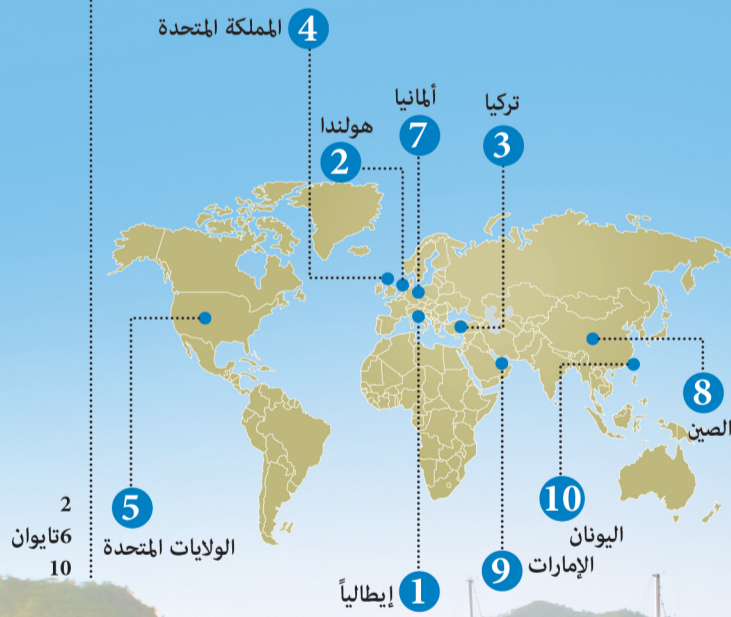 4 المملكة المتحدة
ألمانيا
7
تركيا
3
هولندا
2
8
الصين
10
اليونان
5
الولايات المتحدة
9 الإمارات
1 إيطالياً
2
6تايوان
10